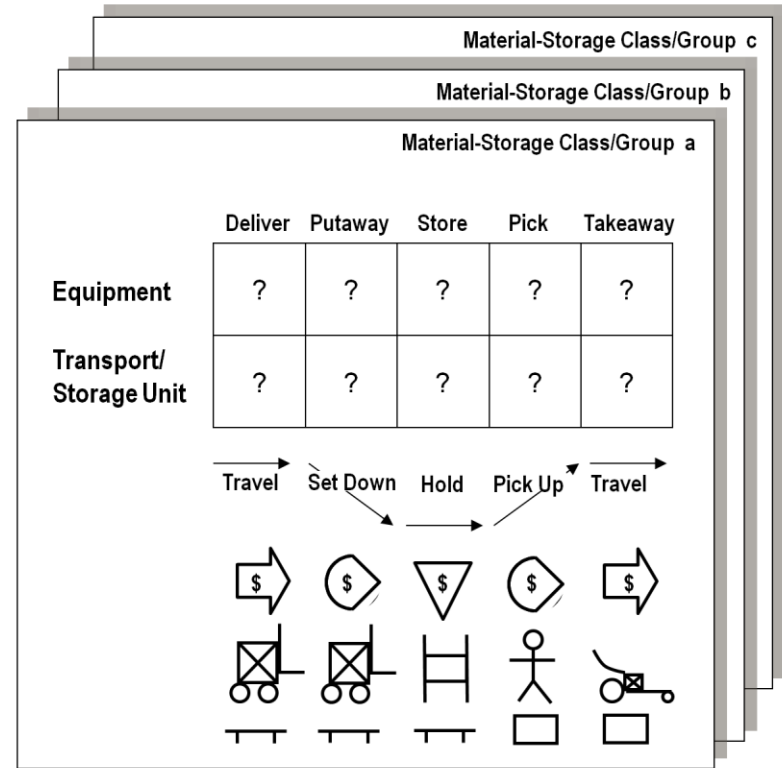 Material-Storage Class/Group c
Material-Storage Class/Group b
Material-Storage Class/Group a
Deliver Putaway Store Pick Takeaway
Equipment ? ? ? ? ?
Transport/
Storage Unit ? ? ? ? ?
Travel Set Down Hold Pick Up Travel
$ $ $ $ $